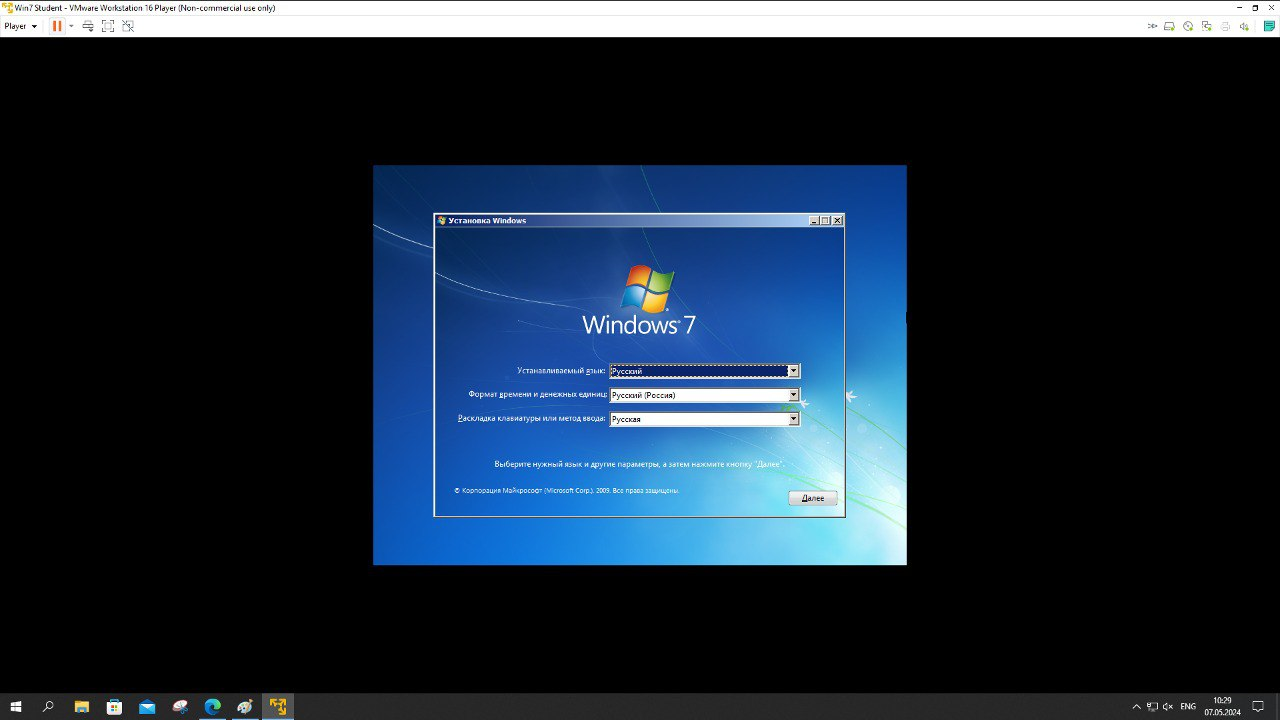 Win7 Student - VMware Workstation 16 Player (Non-commercial use only)
Player
Установка Windows
Windows 7
Устанавливаемый язык: Русский
Формат времени и денежных единиц: Русский (Россия)
Раскладка клавиатуры или метод ввода: Русская
Выберите нужный язык и другие параметры, а затем нажмите кнопку "Далее".
© Корпорация Майкрософт (Microsoft Corp.), 2009. Все права защищены.
Далее
ENG
10:29
07.05.2024